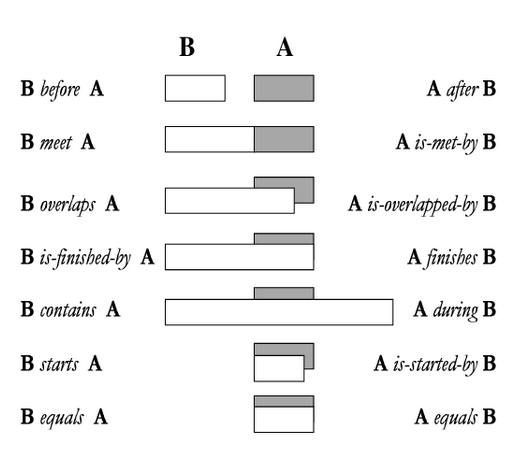 B A
B before A A after B
B meet A A is-met-by B
B overlaps A A is-overlapped-by B
B is-finished-by A A finishes B
B contains A A during B
B starts A A is-started-by B
B equals A A equals B